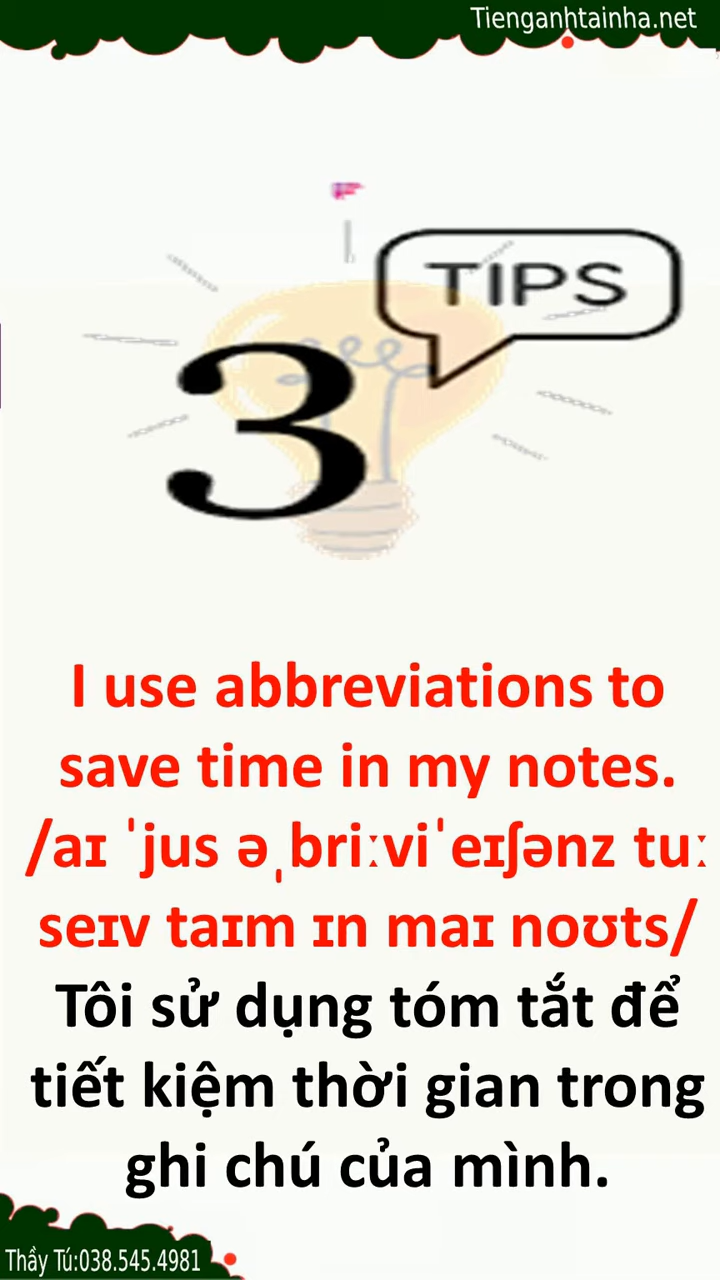 Tienganhtainha.net
TIPS
3
I use abbreviations to
save time in my notes.
/aɪ ˈjus əˌbriːviˈeɪʃənz tuː
seɪv taɪm ɪn maɪ noʊts/
Tôi sử dụng tóm tắt để
tiết kiệm thời gian trong
ghi chú của mình.
Thầy Tú:038.545.4981